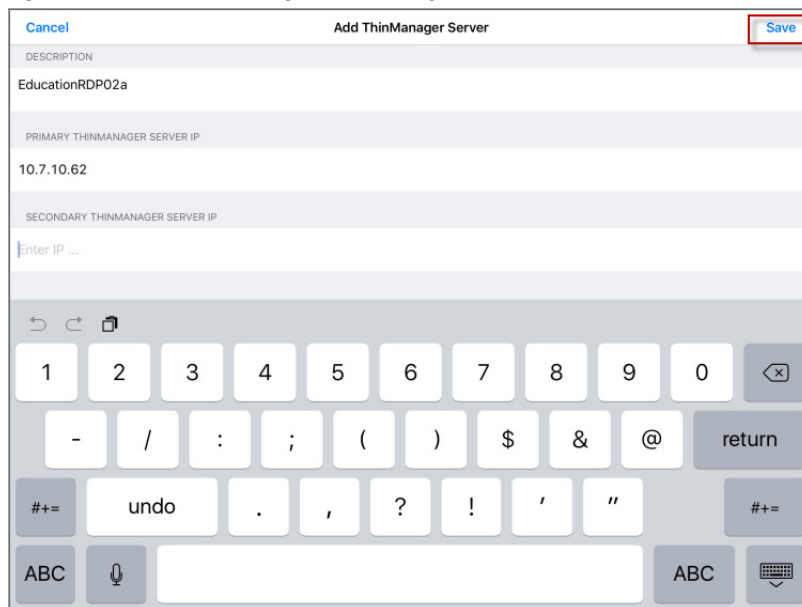 Cancel Add ThinManager Server Save
DESCRIPTION
EducationRDP02a
PRIMARY THINMANAGER SERVER IP
10.7.10.62
SECONDARY THINMANAGER SERVER IP
Enter IP ...
1 2 3 4 5 6 7 8 9 0
- / : ; ( ) $ & @ return
#+= undo . , ? ! ' " #+=
ABC ABC